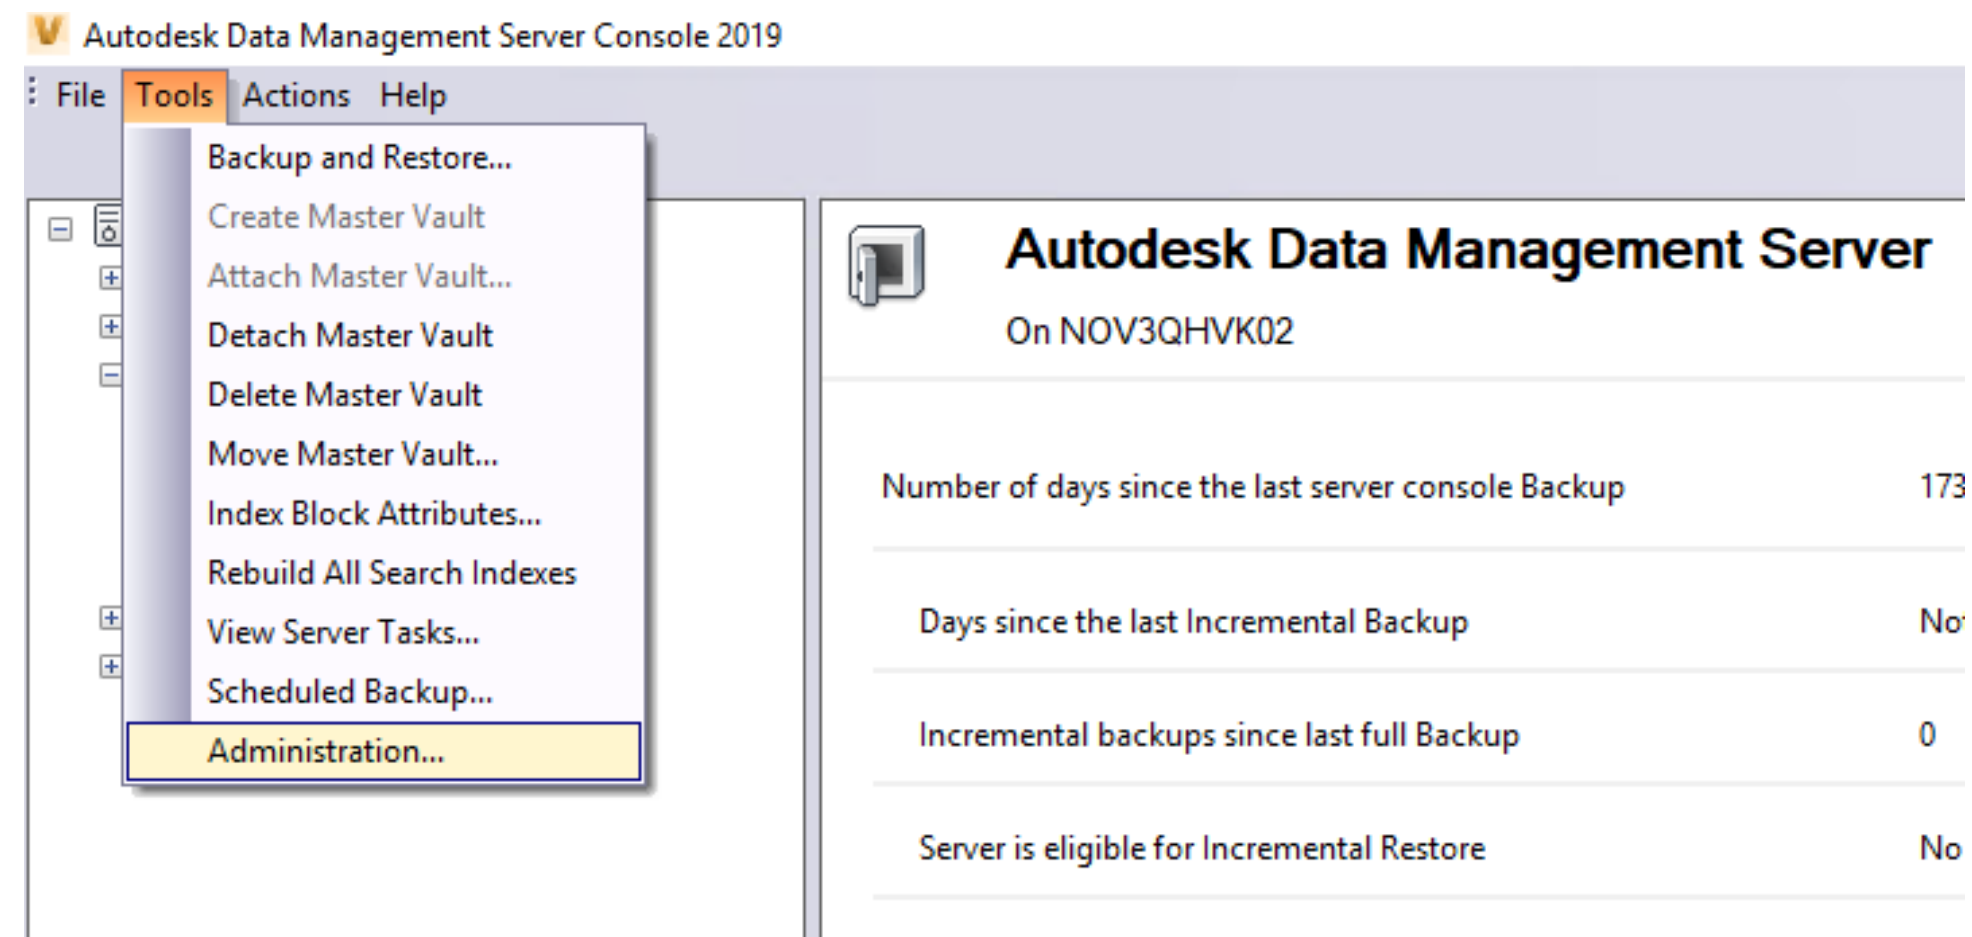 Autodesk Data Management Server Console 2019
File Tools Actions Help
Backup and Restore...
Create Master Vault
Attach Master Vault...
Detach Master Vault
Delete Master Vault
Move Master Vault...
Index Block Attributes...
Rebuild All Search Indexes
View Server Tasks...
Scheduled Backup...
Administration...
Autodesk Data Management Server
On NOV3QHVK02
Number of days since the last server console Backup 173
Days since the last Incremental Backup
Incremental backups since last full Backup 0
Server is eligible for Incremental Restore No